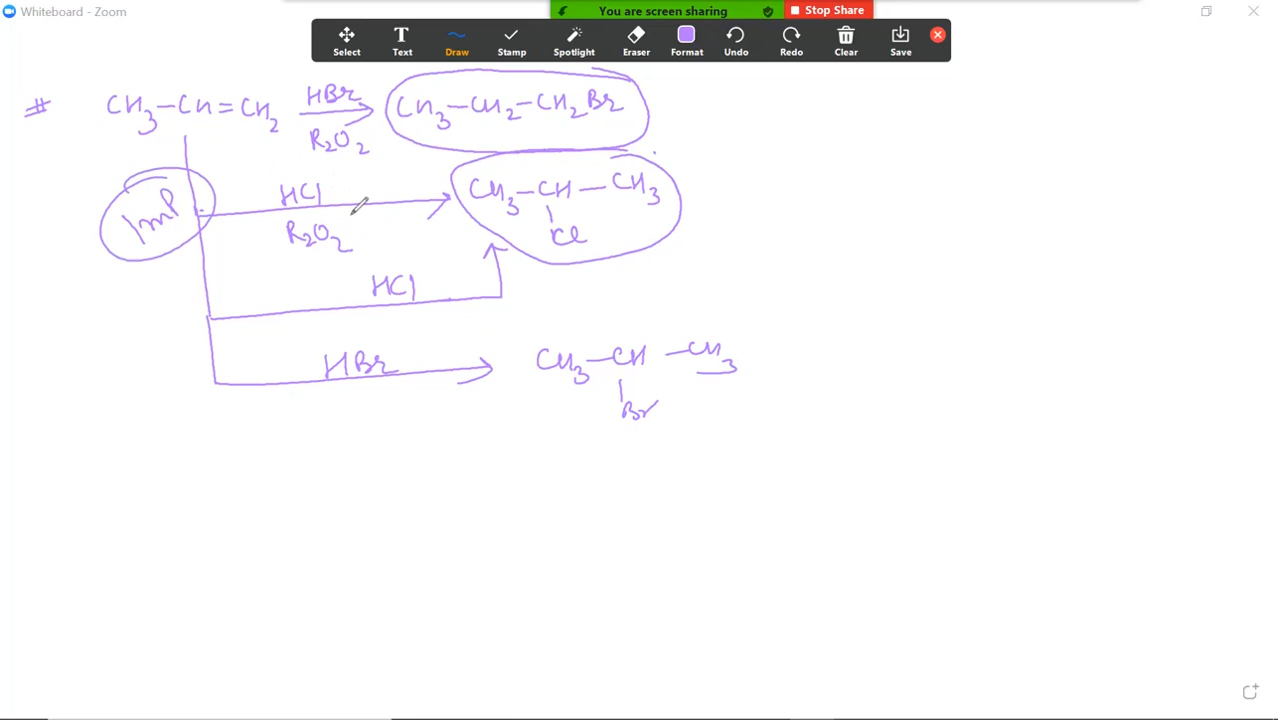 Whiteboard - Zoom
You are screen sharing
Stop Share
Select
Text
Draw
Stamp
Spotlight
Eraser
Format
Undo
Redo
Clear
Save
# CH3-CH=CH2 HBr R2O2 CH3-CH2-CH2Br
Imp
HCl R2O2 CH3-CH-CH3
Cl
HCl
HBr CH3-CH-CH3
Br